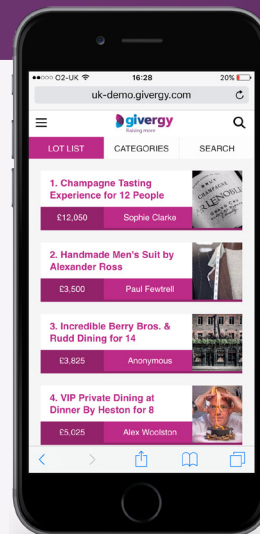 O2-UK
16:28
20%
uk-demo.givergy.com
givergy
Raising more
LOT LIST
CATEGORIES
SEARCH
1. Champagne Tasting
Experience for 12 People
£12,050
Sophie Clarke
2. Handmade Men's Suit by
Alexander Ross
£3,500
Paul Fewtrell
3. Incredible Berry Bros. &
Rudd Dining for 14
£3,825
Anonymous
4. VIP Private Dining at
Dinner By Heston for 8
£5,025
Alex Woolston